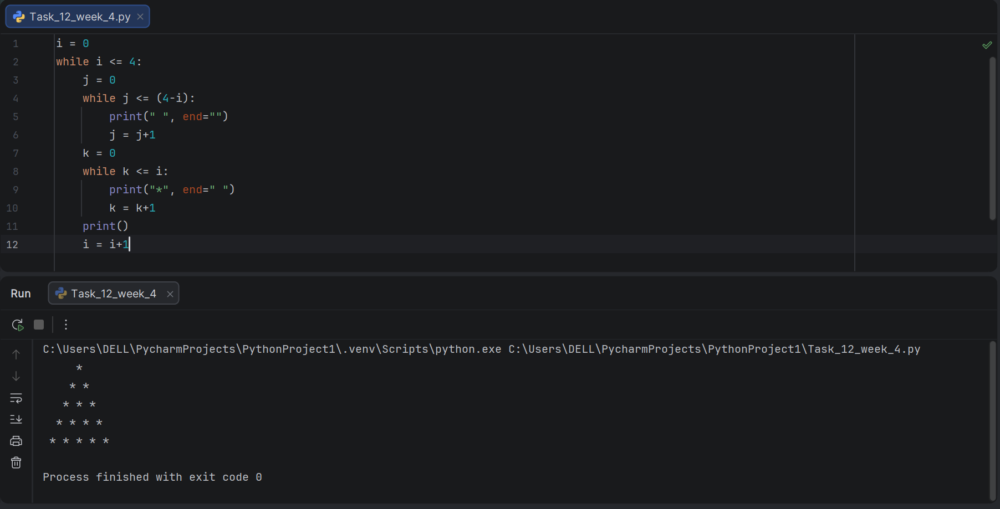 Task_12_week_4.py
1 i = 0
2 while i <= 4:
3     j = 0
4     while j <= (4-i):
5         print(" ", end="")
6         j = j+1
7     k = 0
8     while k <= i:
9         print("*", end=" ")
10         k = k+1
11     print()
12     i = i+1
Run Task_12_week_4
C:\Users\DELL\PycharmProjects\PythonProject1\.venv\Scripts\python.exe C:\Users\DELL\PycharmProjects\PythonProject1\Task_12_week_4.py
     *
    * *
   * * *
  * * * *
 * * * * *
Process finished with exit code 0